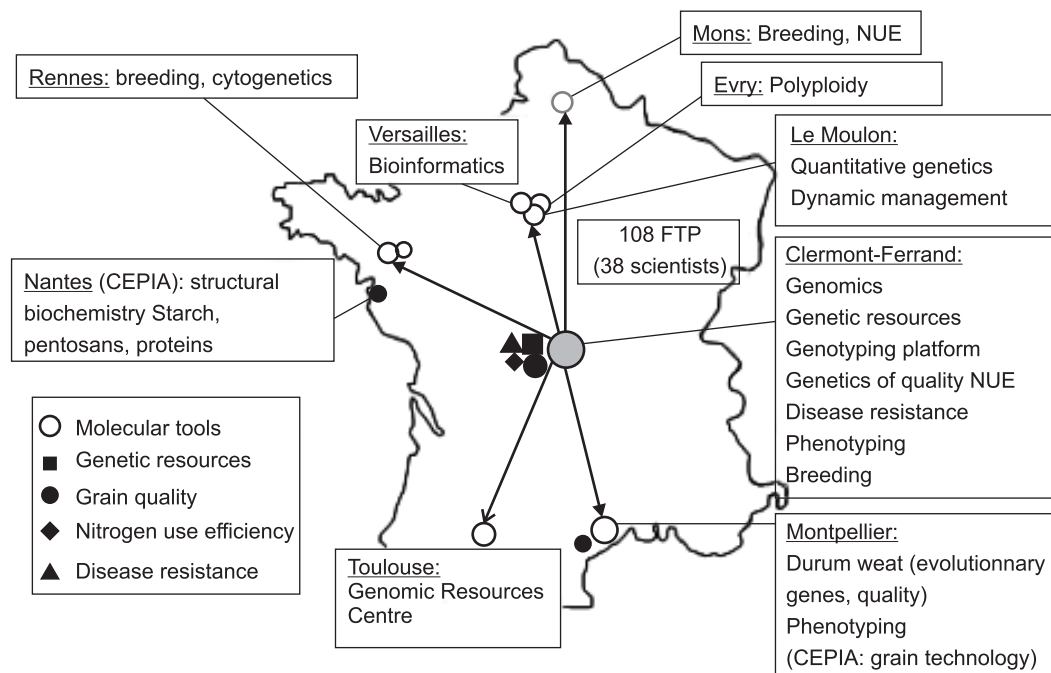 Mons: Breeding, NUE
Rennes: breeding, cytogenetics
Evry: Polyploidy
Versailles:
Bioinformatics
Le Moulon:
Quantitative genetics
Dynamic management
108 FTP
(38 scientists)
Nantes (CEPIA): structural
biochemistry Starch,
pentosans, proteins
Clermont-Ferrand:
Genomics
Genetic resources
Genotyping platform
Genetics of quality NUE
Disease resistance
Phenotyping
Breeding
Molecular tools
Genetic resources
Grain quality
Nitrogen use efficiency
Disease resistance
Toulouse:
Genomic Resources
Centre
Montpellier:
Durum weat (evolutionnary
genes, quality)
Phenotyping
(CEPIA: grain technology)